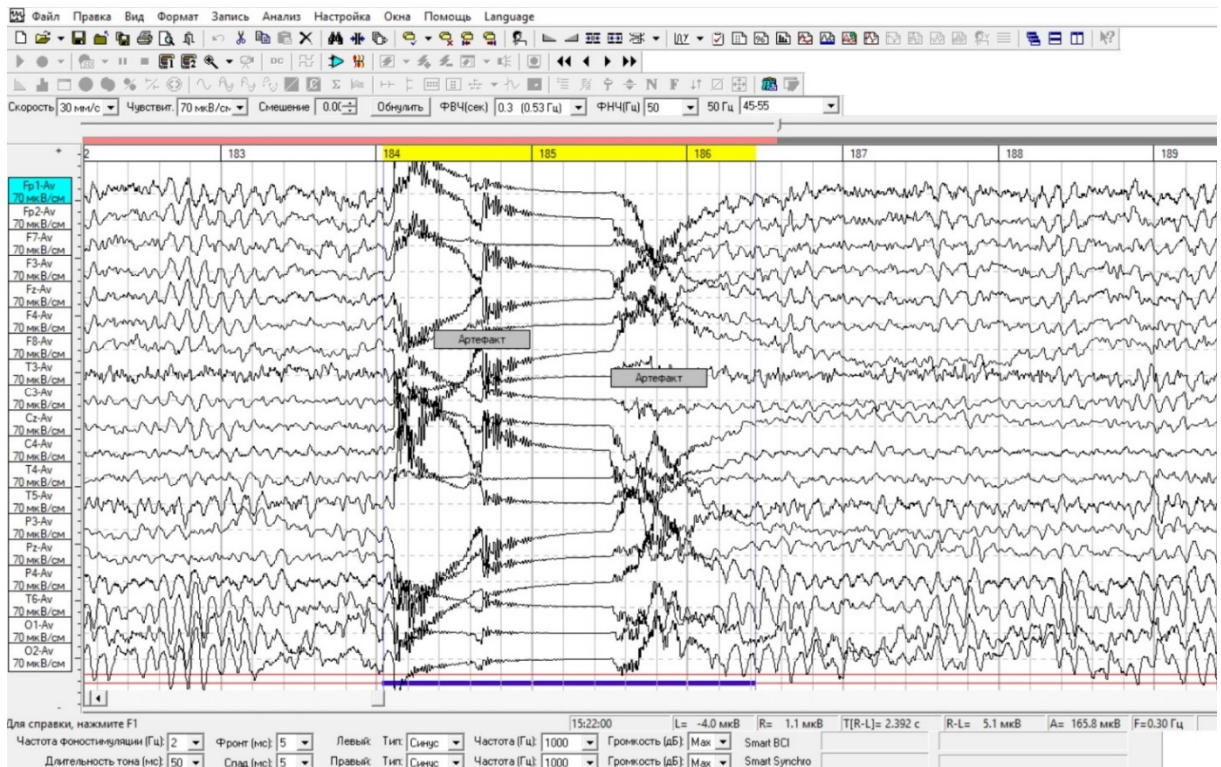 Файл Правка Вид Формат Запись Анализ Настройка Окна Помощь Language
Скорость 30 мм/с Чувствит. 70 мкВ/см Смешение 0.00 Обнулить ФВЧ(сек) 0.3 (0.53 Гц) ФНЧ(Гц) 50 50 Гц 45-55
2 183 184 185 186 187 188 189
Fp1-Av
70 мкВ/см
Fp2-Av
70 мкВ/см
F7-Av
70 мкВ/см
F3-Av
70 мкВ/см
Fz-Av
70 мкВ/см
F4-Av
70 мкВ/см
F8-Av
70 мкВ/см
T3-Av
70 мкВ/см
C3-Av
70 мкВ/см
Cz-Av
70 мкВ/см
C4-Av
70 мкВ/см
T4-Av
70 мкВ/см
T5-Av
70 мкВ/см
P3-Av
70 мкВ/см
Pz-Av
70 мкВ/см
P4-Av
70 мкВ/см
T6-Av
70 мкВ/см
O1-Av
70 мкВ/см
O2-Av
70 мкВ/см
Артефакт
Артефакт
Для справки, нажмите F1 15:22:00 L= -4.0 мкВ R= 1.1 мкВ T[R-L]= 2.392 с R-L= 5.1 мкВ A= 165.8 мкВ F=0.30 Гц
Частота фоностимуляции (Гц): 2 Фронт (мс): 5 Левый: Тип: Синус Частота (Гц): 1000 Громкость (дБ): Max Smart BCI
Длительность тона (мс): 50 Спад (мс): 5 Правый: Тип: Синус Частота (Гц): 1000 Громкость (дБ): Max Smart Synchro